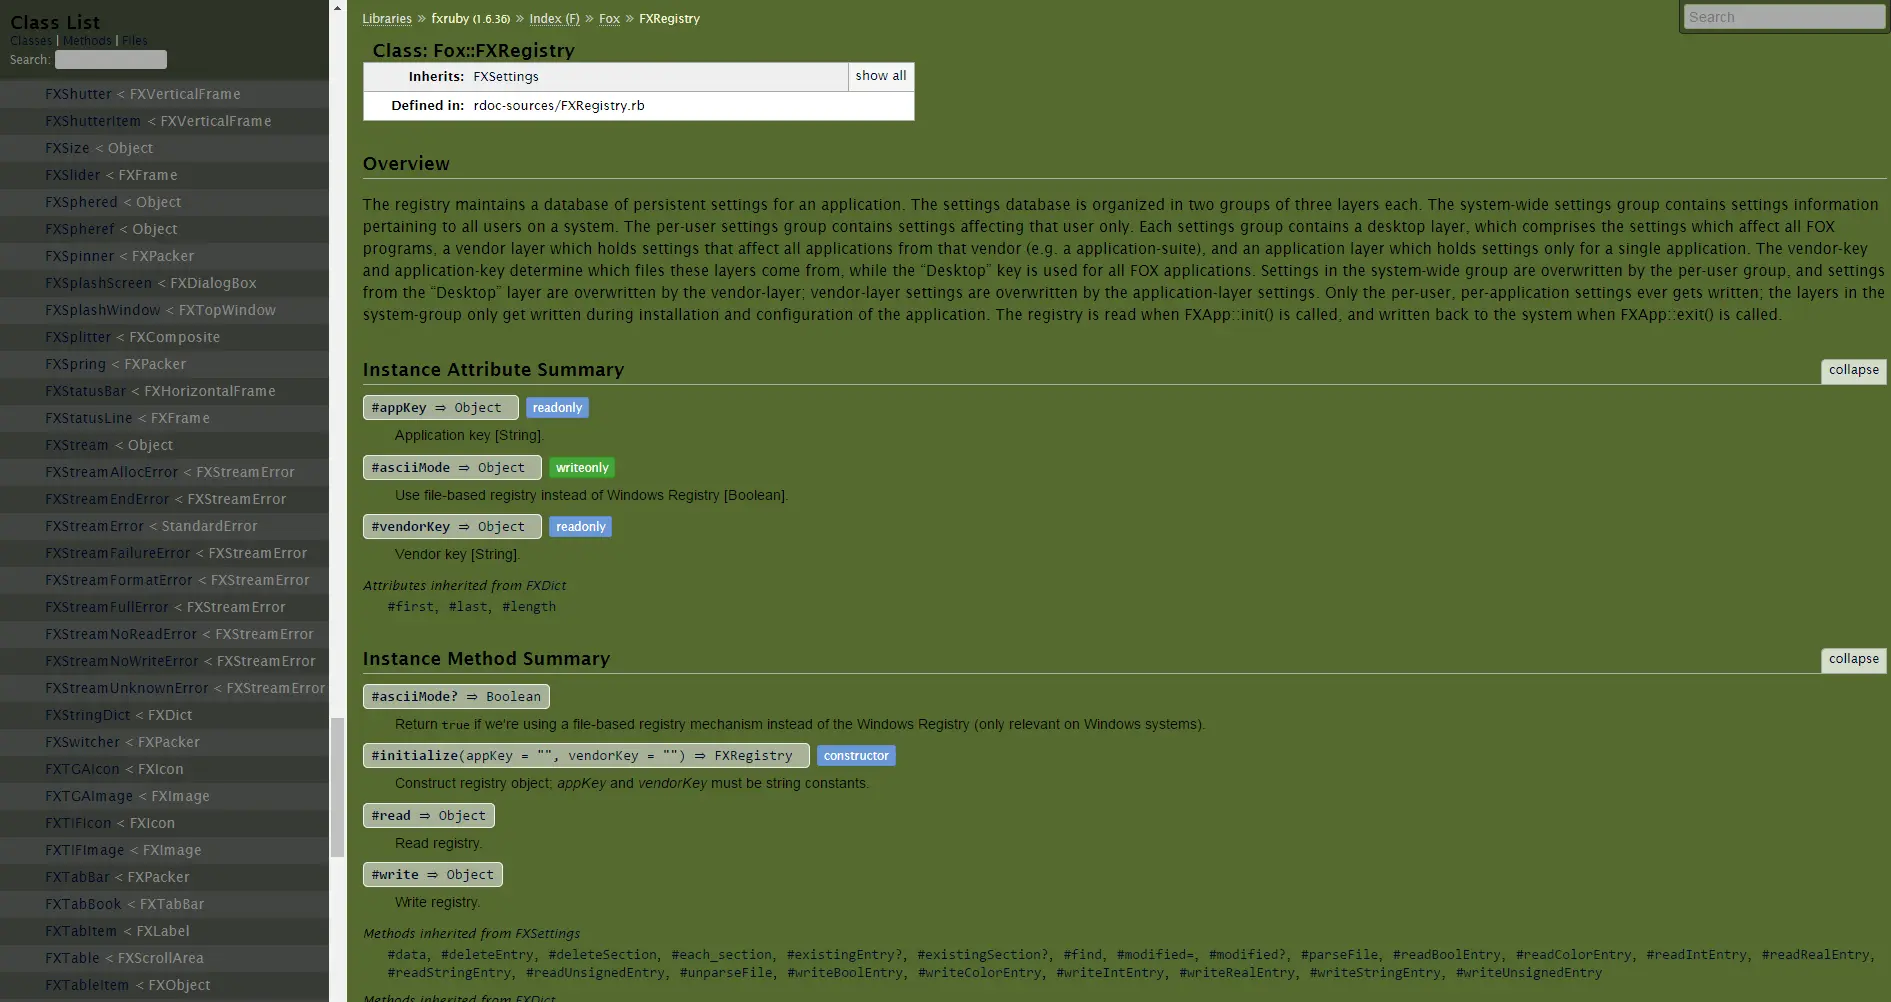 Class List
Classes | Methods | Files
Search:
FXShutter < FXVerticalFrame
FXShutterItem < FXVerticalFrame
FXSize < Object
FXSlider < FXFrame
FXSphered < Object
FXSpheref < Object
FXSpinner < FXPacker
FXSplashScreen < FXDialogBox
FXSplashWindow < FXTopWindow
FXSplitter < FXComposite
FXSpring < FXPacker
FXStatusBar < FXHorizontalFrame
FXStatusLine < FXFrame
FXStream < Object
FXStreamAllocError < FXStreamError
FXStreamEndError < FXStreamError
FXStreamError < StandardError
FXStreamFailureError < FXStreamError
FXStreamFormatError < FXStreamError
FXStreamFullError < FXStreamError
FXStreamNoReadError < FXStreamError
FXStreamNoWriteError < FXStreamError
FXStreamUnknownError < FXStreamError
FXStringDict < FXDict
FXSwitcher < FXPacker
FXTGAIcon < FXIcon
FXTGAImage < FXImage
FXTIFIcon < FXIcon
FXTIFImage < FXImage
FXTabBar < FXPacker
FXTabBook < FXTabBar
FXTabItem < FXLabel
FXTable < FXScrollArea
FXTableItem < FXObject
Libraries » fxruby (1.6.36) » Index (F) » Fox » FXRegistry
Search
Class: Fox::FXRegistry
Inherits: FXSettings show all
Defined in: rdoc-sources/FXRegistry.rb
Overview
The registry maintains a database of persistent settings for an application. The settings database is organized in two groups of three layers each. The system-wide settings group contains settings information
pertaining to all users on a system. The per-user settings group contains settings affecting that user only. Each settings group contains a desktop layer, which comprises the settings which affect all FOX
programs, a vendor layer which holds settings that affect all applications from that vendor (e.g. a application-suite), and an application layer which holds settings only for a single application. The vendor-key
and application-key determine which files these layers come from, while the “Desktop” key is used for all FOX applications. Settings in the system-wide group are overwritten by the per-user group, and settings
from the “Desktop” layer are overwritten by the vendor-layer; vendor-layer settings are overwritten by the application-layer settings. Only the per-user, per-application settings ever gets written; the layers in the
system-group only get written during installation and configuration of the application. The registry is read when FXApp::init() is called, and written back to the system when FXApp::exit() is called.
Instance Attribute Summary collapse
#appKey ⇒ Object readonly
Application key [String].
#asciiMode ⇒ Object writeonly
Use file-based registry instead of Windows Registry [Boolean].
#vendorKey ⇒ Object readonly
Vendor key [String].
Attributes inherited from FXDict
#first, #last, #length
Instance Method Summary collapse
#asciiMode? ⇒ Boolean
Return true if we're using a file-based registry mechanism instead of the Windows Registry (only relevant on Windows systems).
#initialize(appKey = "", vendorKey = "") ⇒ FXRegistry constructor
Construct registry object; appKey and vendorKey must be string constants.
#read ⇒ Object
Read registry.
#write ⇒ Object
Write registry.
Methods inherited from FXSettings
#data, #deleteEntry, #deleteSection, #each_section, #existingEntry?, #existingSection?, #find, #modified=, #modified?, #parseFile, #readBoolEntry, #readColorEntry, #readIntEntry, #readRealEntry,
#readStringEntry, #readUnsignedEntry, #unparseFile, #writeBoolEntry, #writeColorEntry, #writeIntEntry, #writeRealEntry, #writeStringEntry, #writeUnsignedEntry
Methods inherited from FXDict